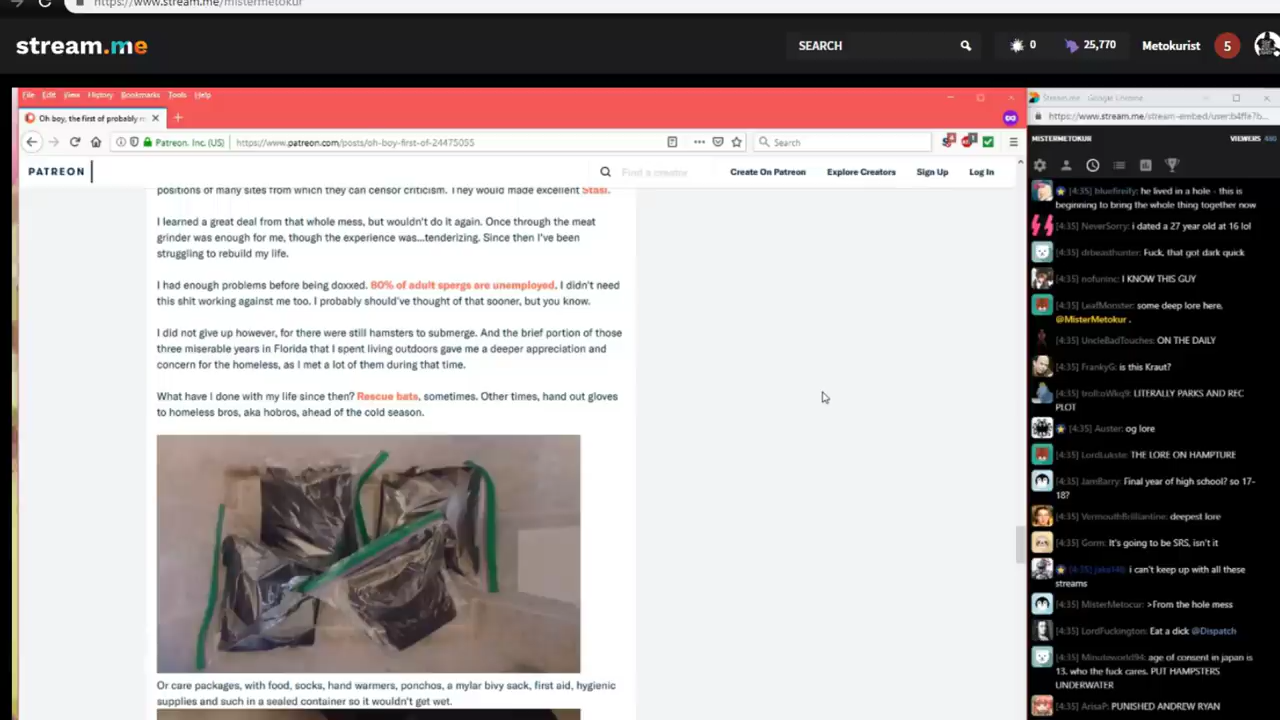 https://www.stream.me/mistermetokur
stream.me
SEARCH
0
25,770
Metokurist
5
File Edit View History Bookmarks Tools Help
Oh boy, the first of probably m
Patreon, Inc. (US)
https://www.patreon.com/posts/oh-boy-first-of-24475055
Search
PATREON
Find a creator
Create On Patreon
Explore Creators
Sign Up
Log In
positions of many sites from which they can censor criticism. They would made excellent Stasi.
I learned a great deal from that whole mess, but wouldn't do it again. Once through the meat
grinder was enough for me, though the experience was...tenderizing. Since then I've been
struggling to rebuild my life.
I had enough problems before being doxxed. 80% of adult spergs are unemployed. I didn't need
this shit working against me too. I probably should've thought of that sooner, but you know.
I did not give up however, for there were still hamsters to submerge. And the brief portion of those
three miserable years in Florida that I spent living outdoors gave me a deeper appreciation and
concern for the homeless, as I met a lot of them during that time.
What have I done with my life since then? Rescue bats, sometimes. Other times, hand out gloves
to homeless bros, aka hobros, ahead of the cold season.
Or care packages, with food, socks, hand warmers, ponchos, a mylar bivy sack, first aid, hygienic
supplies and such in a sealed container so it wouldn't get wet.
Stream.me - Google Chrome
https://www.stream.me/stream-embed/user:b4ffa7b...
MISTERMETOKUR
VIEWERS
[4:35] bluefireify: he lived in a hole - this is
beginning to bring the whole thing together now
[4:35] NeverSorry: i dated a 27 year old at 16 lol
[4:35] drbeasthunter: Fuck, that got dark quick
[4:35] nofuninc: I KNOW THIS GUY
[4:35] LeafMonster: some deep lore here.
@MisterMetokur .
[4:35] UncleBadTouches: ON THE DAILY
[4:35] FrankyG: is this Kraut?
[4:35] LITERALLY PARKS AND REC
PLOT
[4:35] Auster: og lore
[4:35] LordLukste: THE LORE ON HAMPTURE
[4:35] JamBarry: Final year of high school? so 17-
18?
[4:35] VermouthBrilliantine: deepest lore
[4:35] Gorm: It's going to be SRS, isn't it
[4:35] i can't keep up with all these
streams
[4:35] MisterMetocur: >From the hole mess
[4:35] LordFuckington: Eat a dick @Dispatch
[4:35] Minuteworld94: age of consent in japan is
13. who the fuck cares. PUT HAMPSTERS
UNDERWATER
[4:35] ArisaP: PUNISHED ANDREW RYAN